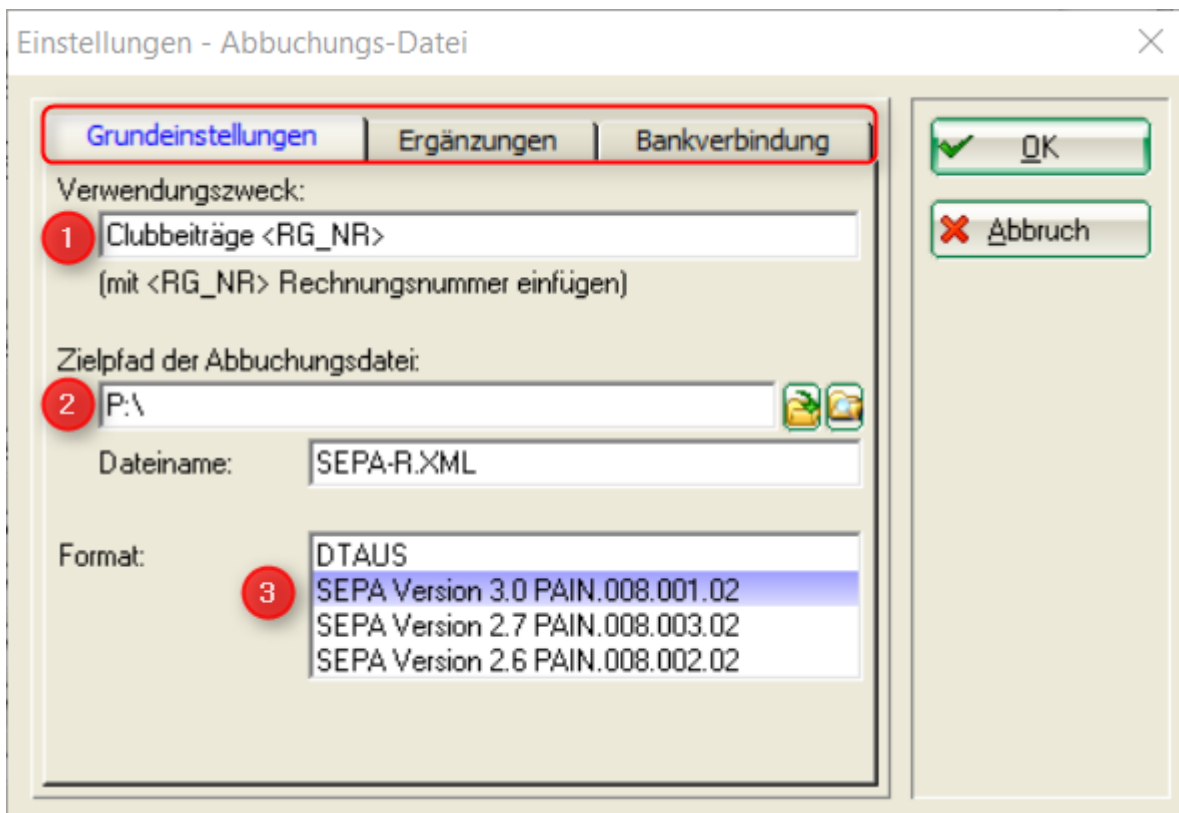 Einstellungen - Abbuchungs-Datei
Grundeinstellungen Ergänzungen Bankverbindung
OK
Verwendungszweck:
1 Clubbeiträge <RG_NR>
Abbruch
(mit <RG_NR> Rechnungsnummer einfügen)
Zielpfad der Abbuchungsdatei:
2 P:\
Dateiname: SEPA-R.XML
Format: DTAUS
3 SEPA Version 3.0 PAIN.008.001.02
SEPA Version 2.7 PAIN.008.003.02
SEPA Version 2.6 PAIN.008.002.02